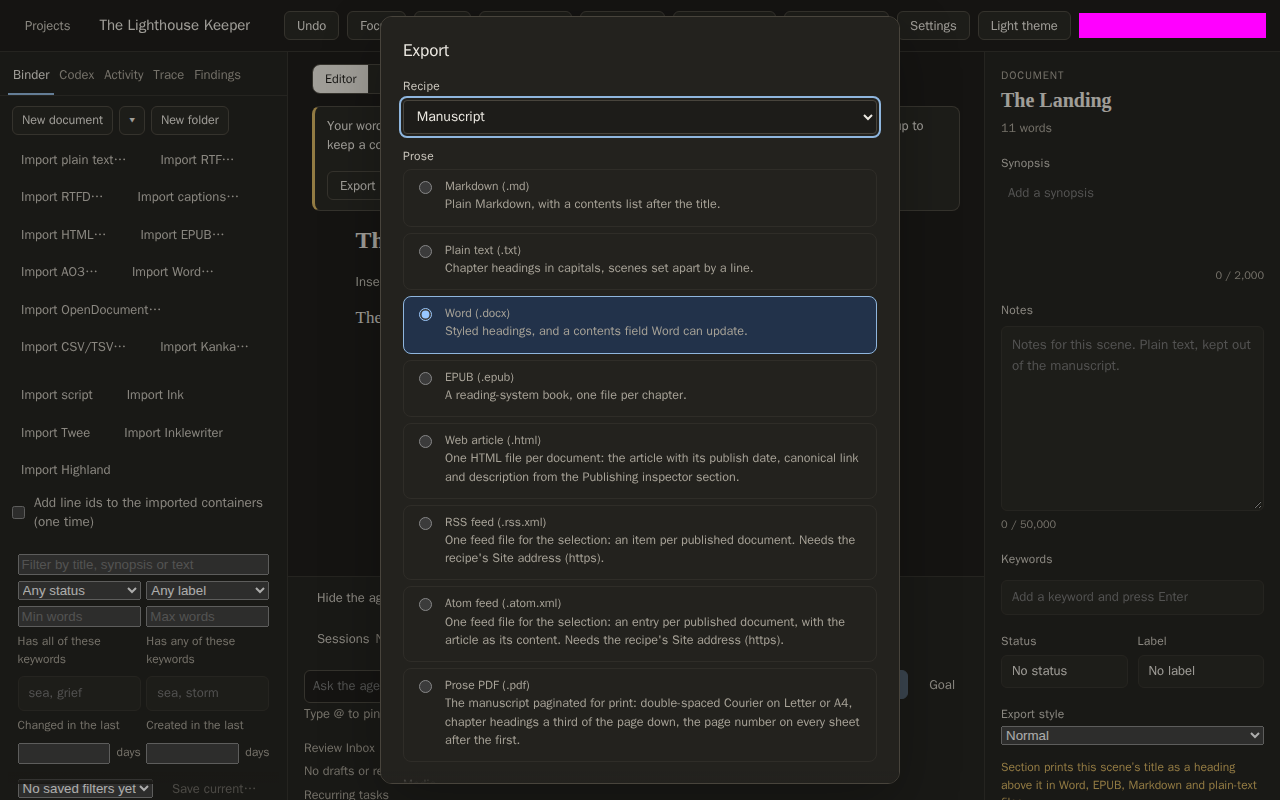 Projects
The Lighthouse Keeper
Undo
Settings
Light theme
Binder
Codex
Activity
Trace
Findings
New document
New folder
Import plain text···
Import RTF···
Import RTFD···
Import captions···
Import HTML···
Import EPUB···
Import AO3···
Import Word···
Import OpenDocument···
Import CSV/TSV···
Import Kanka···
Import script
Import Ink
Import Twee
Import Inklewriter
Import Highland
Add line ids to the imported containers
(one time)
Filter by title, synopsis or text
Any status
Any label
Min words
Max words
Has all of these
keywords
Has any of these
keywords
sea, grief
sea, storm
Changed in the last
Created in the last
days
days
No saved filters yet
Save current···
Editor
Your
keep a
Export
up to
Hide the
Sessions
Ask the
Goal
Type @ to
Review Inbox
No drafts or
Recurring tasks
Export
Recipe
Manuscript
Prose
Markdown (.md)
Plain Markdown, with a contents list after the title.
Plain text (.txt)
Chapter headings in capitals, scenes set apart by a line.
Word (.docx)
Styled headings, and a contents field Word can update.
EPUB (.epub)
A reading-system book, one file per chapter.
Web article (.html)
One HTML file per document: the article with its publish date, canonical link
and description from the Publishing inspector section.
RSS feed (.rss.xml)
One feed file for the selection: an item per published document. Needs the
recipe's Site address (https).
Atom feed (.atom.xml)
One feed file for the selection: an entry per published document, with the
article as its content. Needs the recipe's Site address (https).
Prose PDF (.pdf)
The manuscript paginated for print: double-spaced Courier on Letter or A4,
chapter headings a third of the page down, the page number on every sheet
after the first.
DOCUMENT
The Landing
11 words
Synopsis
Add a synopsis
0 / 2,000
Notes
Notes for this scene. Plain text, kept out
of the manuscript.
0 / 50,000
Keywords
Add a keyword and press Enter
Status
Label
No status
No label
Export style
Normal
Section prints this scene's title as a heading
above it in Word, EPUB, Markdown and plain-text